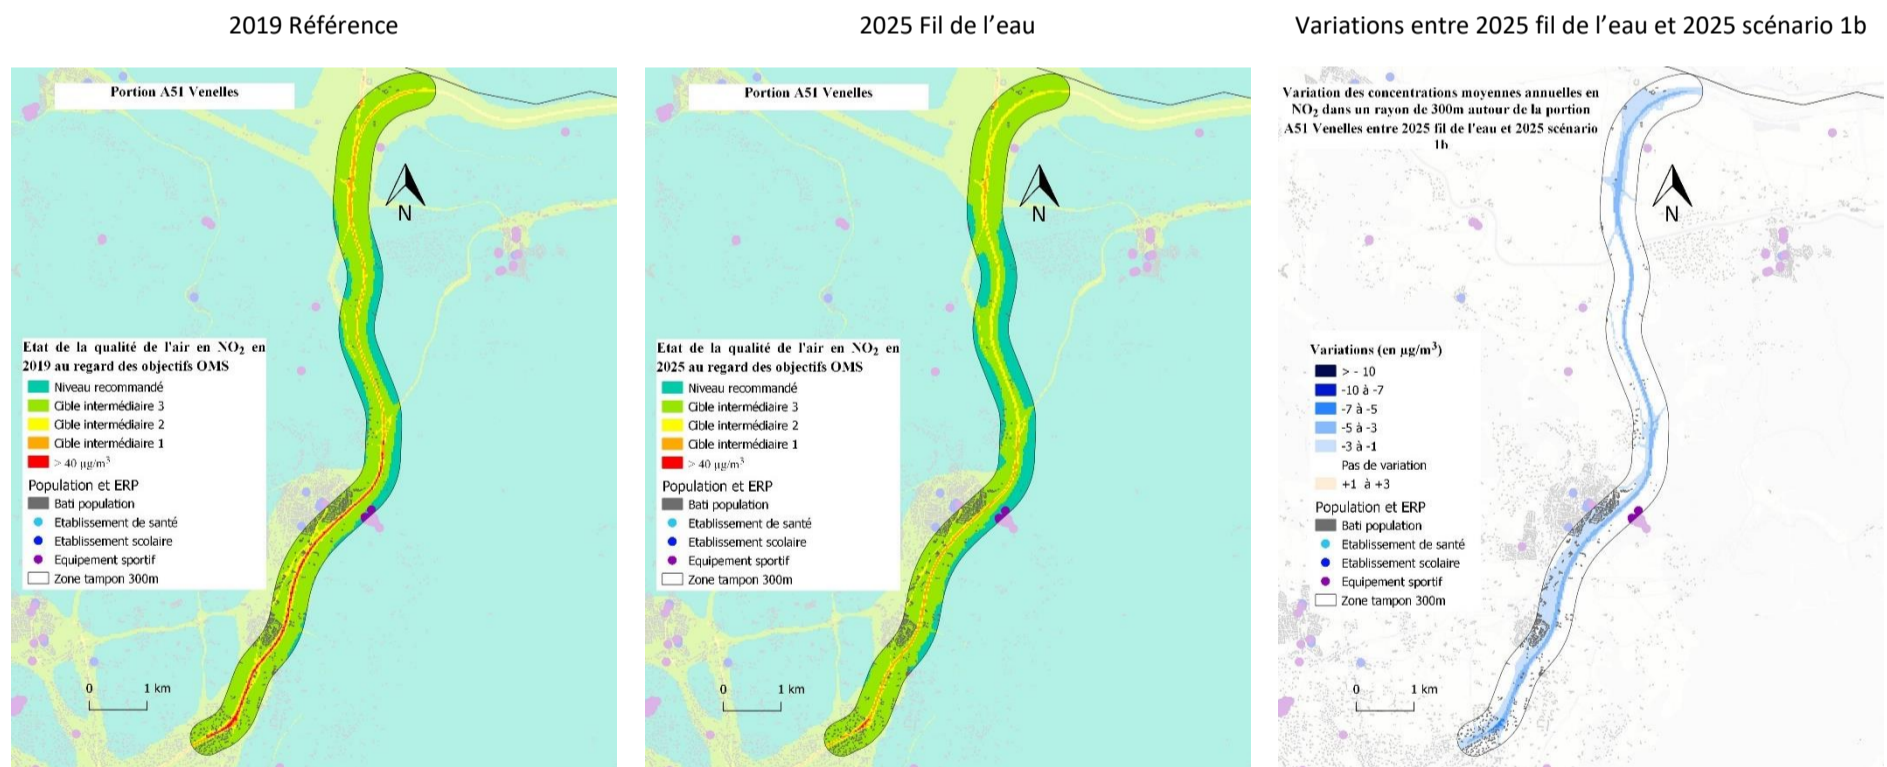 2019 Référence
Portion A51 Venelles
N
Etat de la qualité de l'air en NO2 en
2019 au regard des objectifs OMS
Niveau recommandé
Cible intermédiaire 3
Cible intermédiaire 2
Cible intermédiaire 1
> 40 µg/m³
Population et ERP
Bati population
Etablissement de santé
Etablissement scolaire
Equipement sportif
Zone tampon 300m
0 1 km
2025 Fil de l'eau
Portion A51 Venelles
N
Etat de la qualité de l'air en NO2 en
2025 au regard des objectifs OMS
Niveau recommandé
Cible intermédiaire 3
Cible intermédiaire 2
Cible intermédiaire 1
> 40 µg/m³
Population et ERP
Bati population
Etablissement de santé
Etablissement scolaire
Equipement sportif
Zone tampon 300m
0 1 km
Variations entre 2025 fil de l'eau et 2025 scénario 1b
Variation des concentrations moyennes annuelles en
NO2 dans un rayon de 300m autour de la portion
A51 Venelles entre 2025 fil de l'eau et 2025 scénario
1b
N
Variations (en µg/m³)
> - 10
-10 à -7
-7 à -5
-5 à -3
-3 à -1
Pas de variation
+1 à +3
Population et ERP
Bati population
Etablissement de santé
Etablissement scolaire
Equipement sportif
Zone tampon 300m
0 1 km